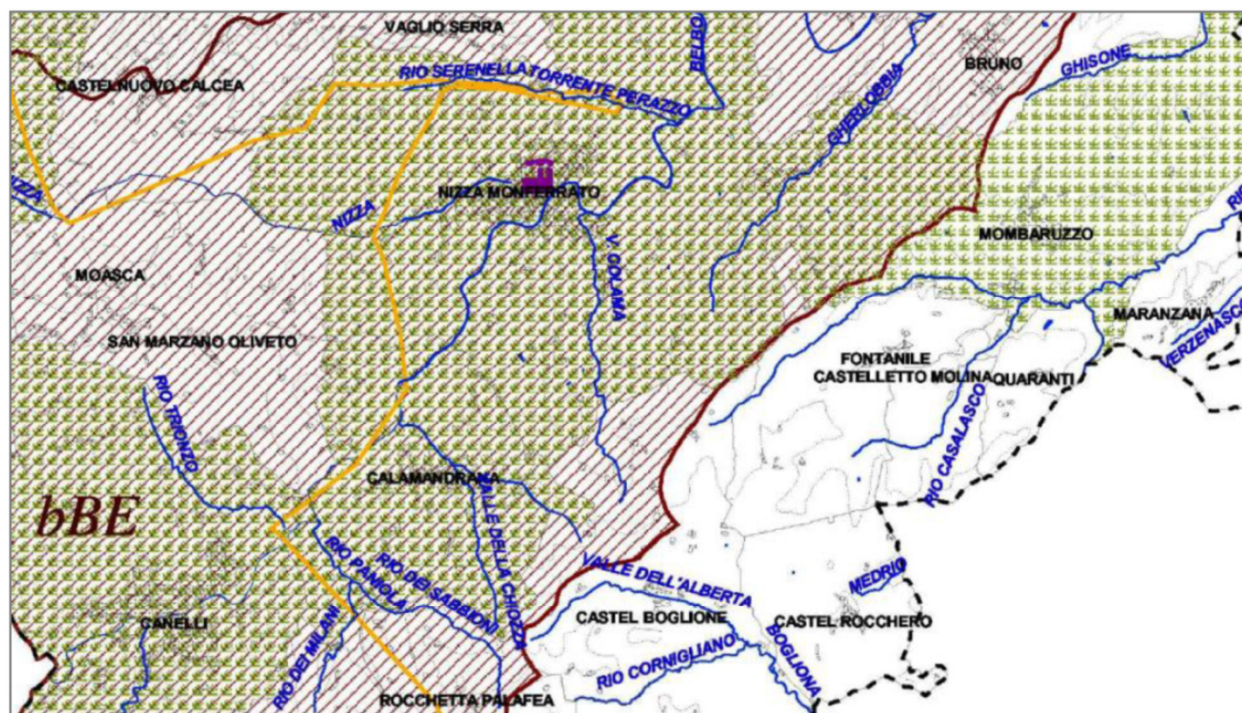 VAGLIO SERRA
BELBO
BRUNO
GHISONE
CASTELNUOVO CALCEA
RIO SERENELLA TORRENTE PERAZZO
GHERLOBBIA
NIZZA MONFERRATO
NIZZA
MOMBARUZZO
RIO
MOASCA
V. COLAMA
MARANZANA
VERZENASCO
SAN MARZANO OLIVETO
FONTANILE
CASTELLETTO MOLINA
QUARANTI
RIO TRIONZO
RIO CASALASCO
CALAMANDRANA
bBE
VALLE DELLA CHIOZZA
RIO PANIOLA
RIO DEI SABBIONI
VALLE DELL'ALBERTA
MEDRIO
CANELLI
RIO DEI MILANI
CASTEL BOGLIONE
CASTEL ROCCHERO
BOGLIONA
RIO CORNIGLIANO
ROCCHETTA PALAFEA